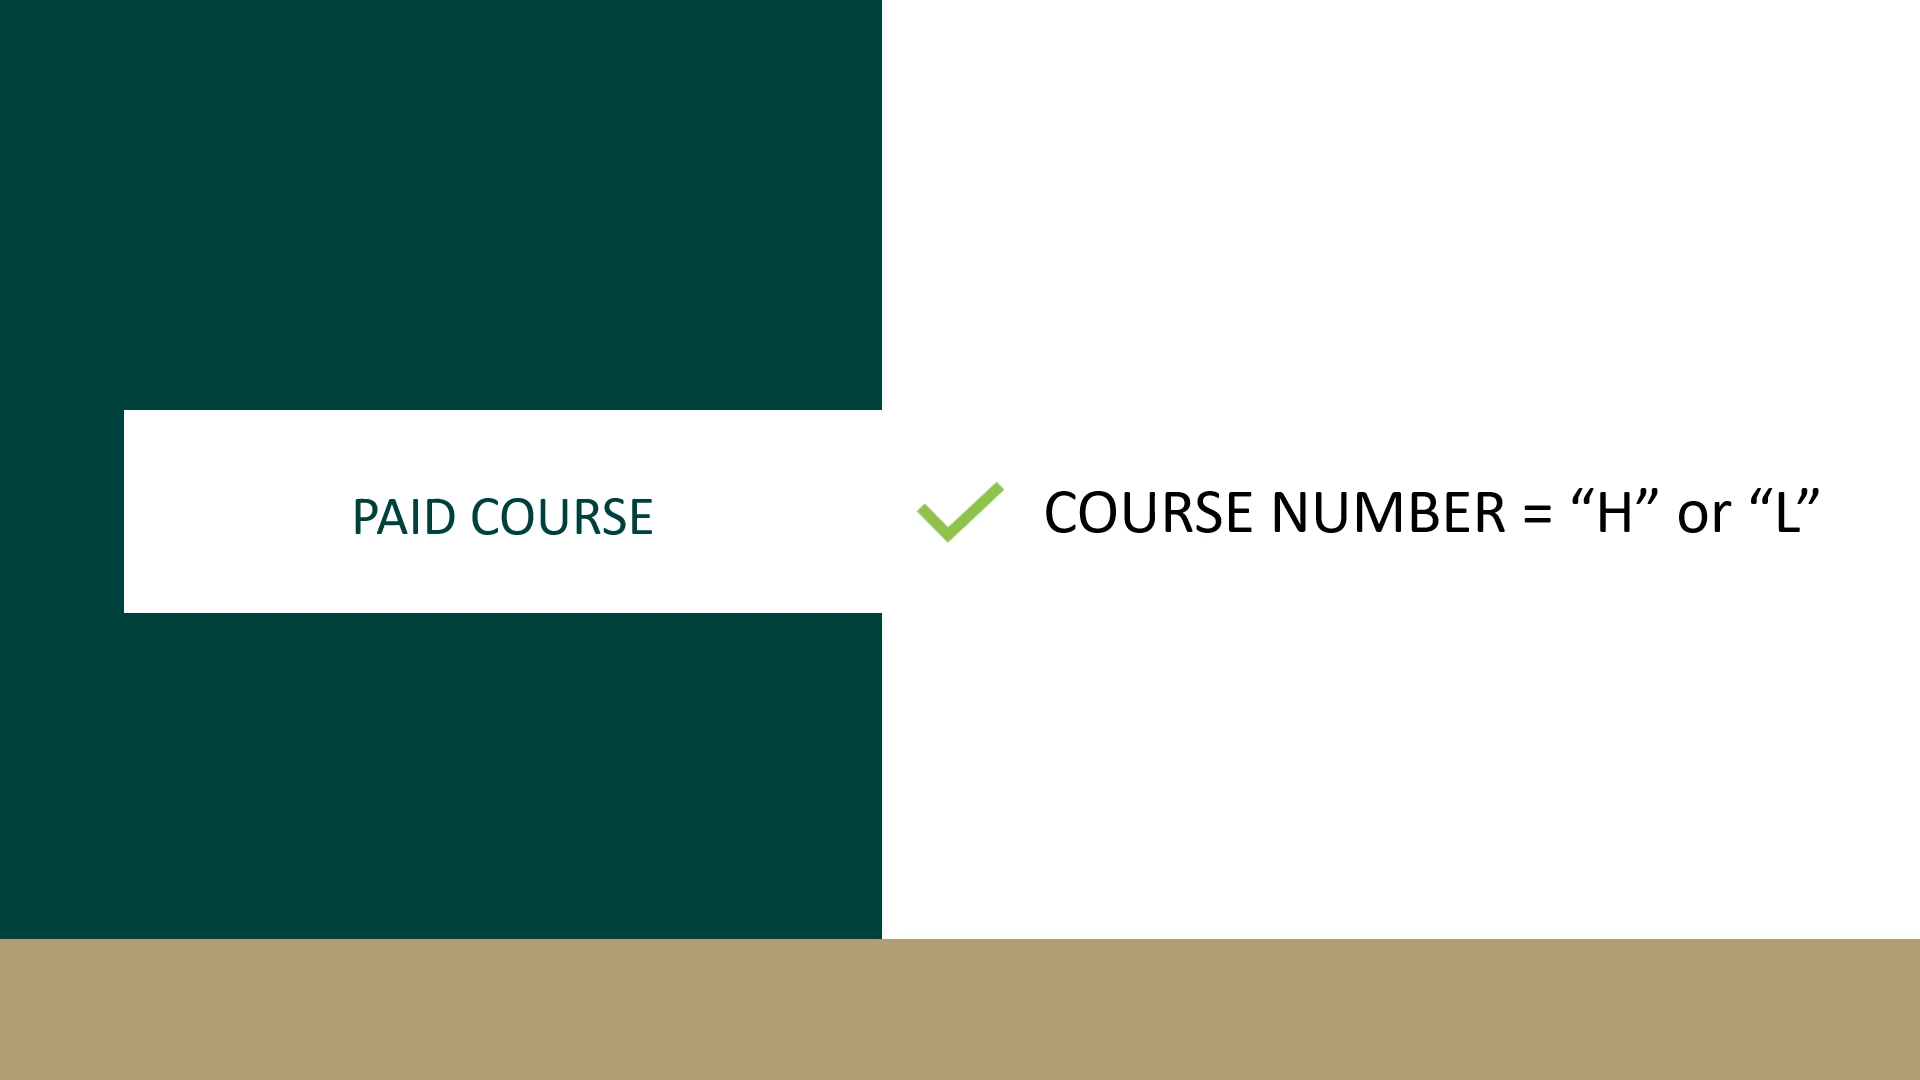 PAID COURSE
COURSE NUMBER = “H” or “L”